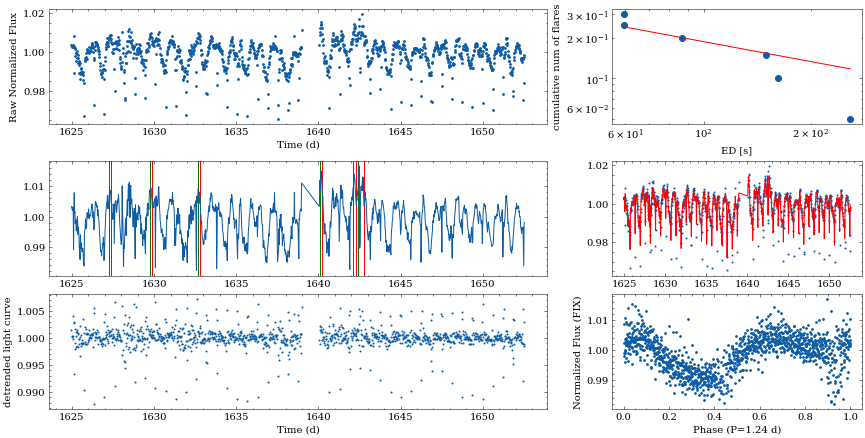 Raw Normalized Flux
1.02
1.00
0.98
1625 1630 1635 1640 1645 1650
Time (d)
cumulative num of flares
3 × 10⁻¹
2 × 10⁻¹
10⁻¹
6 × 10⁻²
6 × 10¹ 10² 2 × 10²
ED [s]
1.01
1.00
0.99
1625 1630 1635 1640 1645 1650
1.02
1.00
0.98
1625 1630 1635 1640 1645 1650
detrended light curve
1.005
1.000
0.995
0.990
1625 1630 1635 1640 1645 1650
Time (d)
Normalized Flux (FIX)
1.01
1.00
0.99
0.0 0.2 0.4 0.6 0.8 1.0
Phase (P=1.24 d)